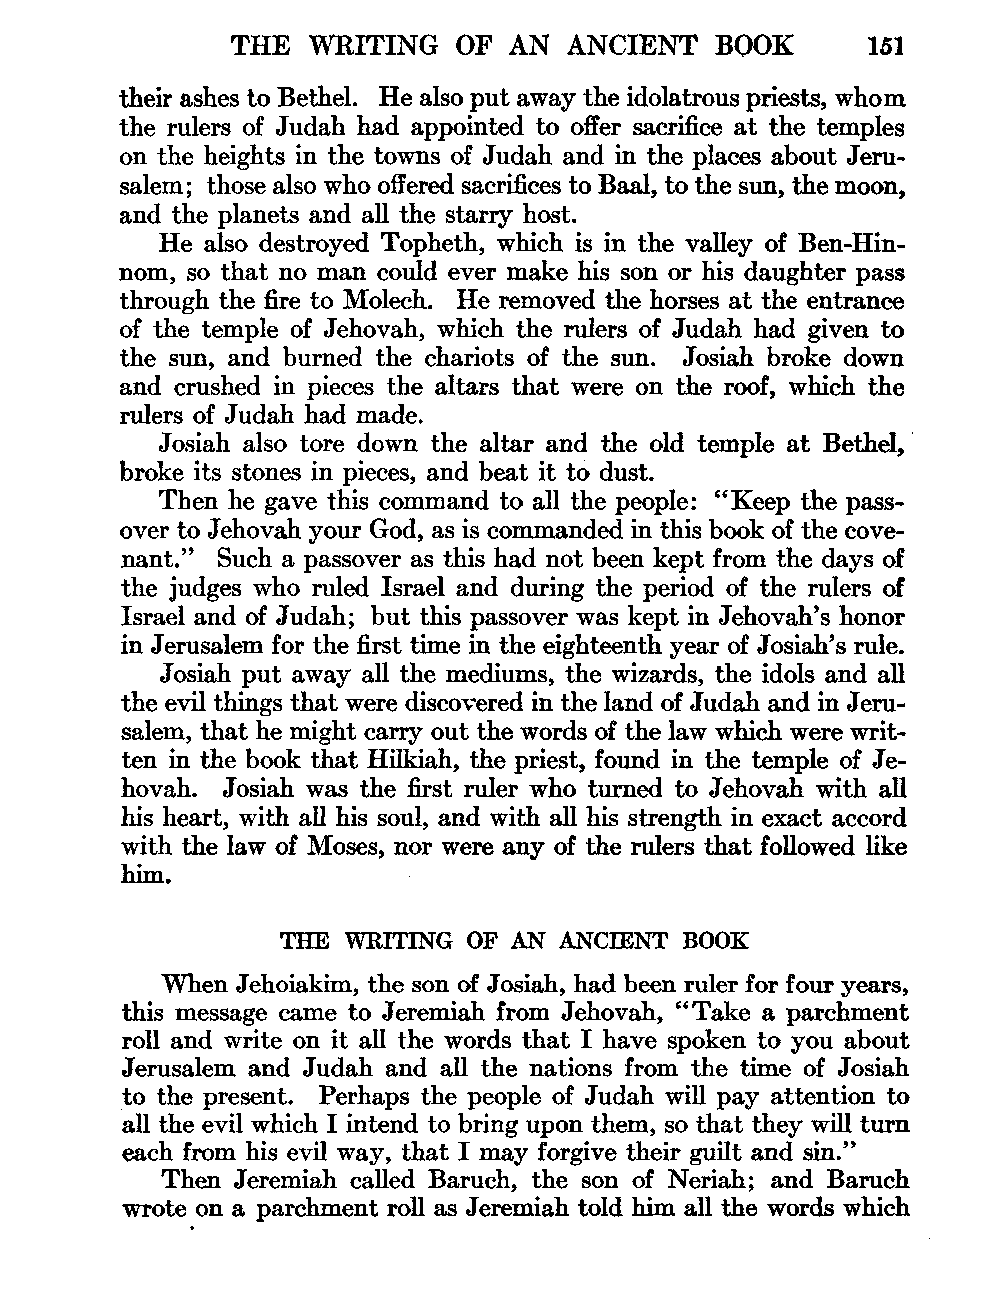 THE WRITING OF AN ANCIENT BOOK 151
their ashes to Bethel. He also put away the idolatrous priests, whom
the rulers of Judah had appointed to offer sacrifice at the temples
on the heights in the towns of Judah and in the places about Jeru-
salem; those also who offered sacrifices to Baal, to the sun, the moon,
and the planets and all the starry host.
He also destroyed Topheth, which is in the valley of Ben-Hin-
nom, so that no man could ever make his son or his daughter pass
through the fire to Molech. He removed the horses at the entrance
of the temple of Jehovah, which the rulers of Judah had given to
the sun, and burned the chariots of the sun. Josiah broke down
and crushed in pieces the altars that were on the roof, which the
rulers of Judah had made.
Josiah also tore down the altar and the old temple at Bethel,
broke its stones in pieces, and beat it to dust.
Then he gave this command to all the people: “Keep the pass-
over to Jehovah your God, as is commanded in this book of the cove-
nant.” Such a passover as this had not been kept from the days of
the judges who ruled Israel and during the period of the rulers of
Israel and of Judah; but this passover was kept in Jehovah’s honor
in Jerusalem for the first time in the eighteenth year of Josiah’s rule.
Josiah put away all the mediums, the wizards, the idols and all
the evil things that were discovered in the land of Judah and in Jeru-
salem, that he might carry out the words of the law which were writ-
ten in the book that Hilkiah, the priest, found in the temple of Je-
hovah. Josiah was the first ruler who turned to Jehovah with all
his heart, with all his soul, and with all his strength in exact accord
with the law of Moses, nor were any of the rulers that followed like
him.
THE WRITING OF AN ANCIENT BOOK
When Jehoiakim, the son of Josiah, had been ruler for four years,
this message came to Jeremiah from Jehovah, “Take a parchment
roll and write on it all the words that I have spoken to you about
Jerusalem and Judah and all the nations from the time of Josiah
to the present. Perhaps the people of Judah will pay attention to
all the evil which I intend to bring upon them, so that they will turn
each from his evil way, that I may forgive their guilt and sin.”
Then Jeremiah called Baruch, the son of Neriah; and Baruch
wrote on a parchment roll as Jeremiah told him all the words which